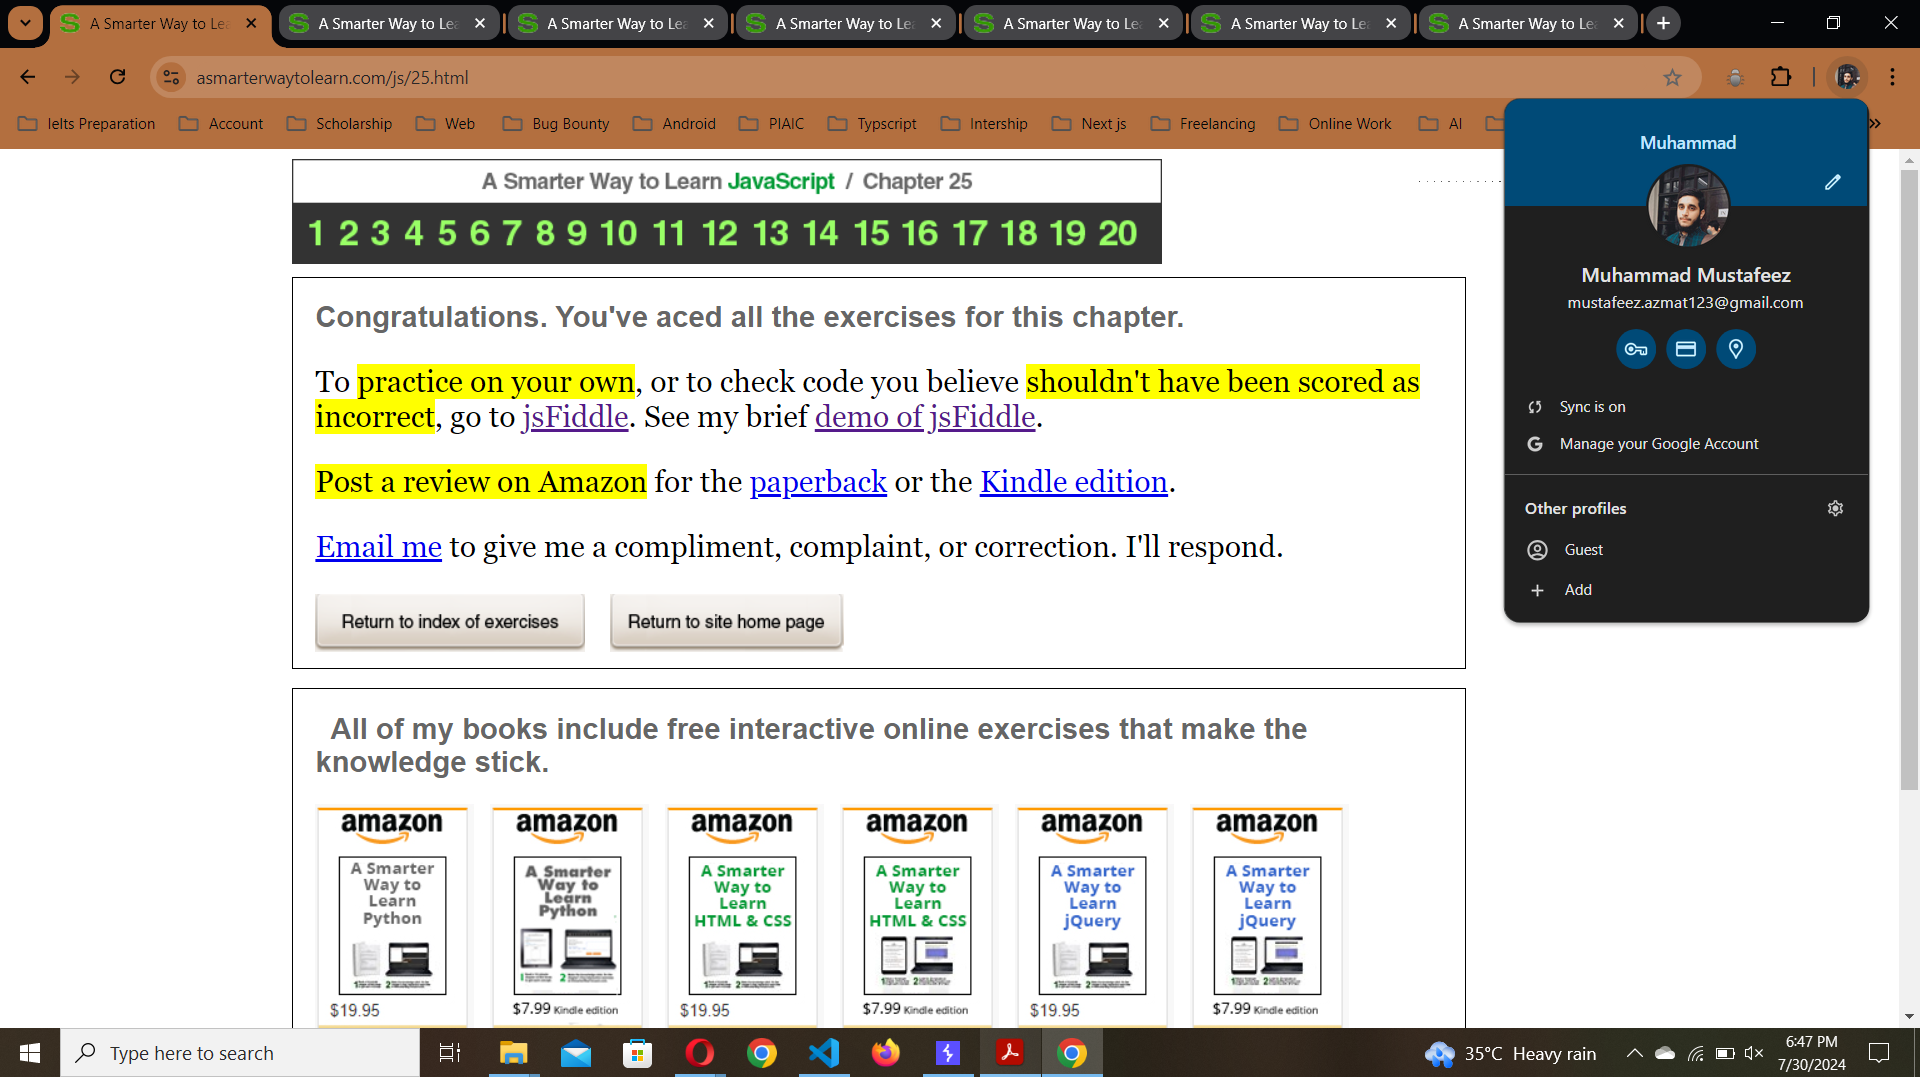 A Smarter Way to Le
A Smarter Way to Le
A Smarter Way to Le
A Smarter Way to Le
A Smarter Way to Le
A Smarter Way to Le
A Smarter Way to Le
asmarterwaytolearn.com/js/25.html
Ielts Preparation
Account
Scholarship
Web
Bug Bounty
Android
PIAIC
Typscript
Intership
Next js
Freelancing
Online Work
AI
A Smarter Way to Learn JavaScript / Chapter 25
1 2 3 4 5 6 7 8 9 10 11 12 13 14 15 16 17 18 19 20
Congratulations. You've aced all the exercises for this chapter.
To practice on your own, or to check code you believe shouldn't have been scored as
incorrect, go to jsFiddle. See my brief demo of jsFiddle.
Post a review on Amazon for the paperback or the Kindle edition.
Email me to give me a compliment, complaint, or correction. I'll respond.
Return to index of exercises
Return to site home page
Muhammad
Muhammad Mustafeez
mustafeez.azmat123@gmail.com
Sync is on
Manage your Google Account
Other profiles
Guest
Add
All of my books include free interactive online exercises that make the
knowledge stick.
amazon
A Smarter
Way to
Learn
Python
$19.95
amazon
A Smarter
Way to
Learn
Python
$7.99 Kindle edition
amazon
A Smarter
Way to
Learn
HTML & CSS
$19.95
amazon
A Smarter
Way to
Learn
HTML & CSS
$7.99 Kindle edition
amazon
A Smarter
Way to
Learn
jQuery
$19.95
amazon
A Smarter
Way to
Learn
jQuery
$7.99 Kindle edition
Type here to search
35°C Heavy rain
6:47 PM
7/30/2024